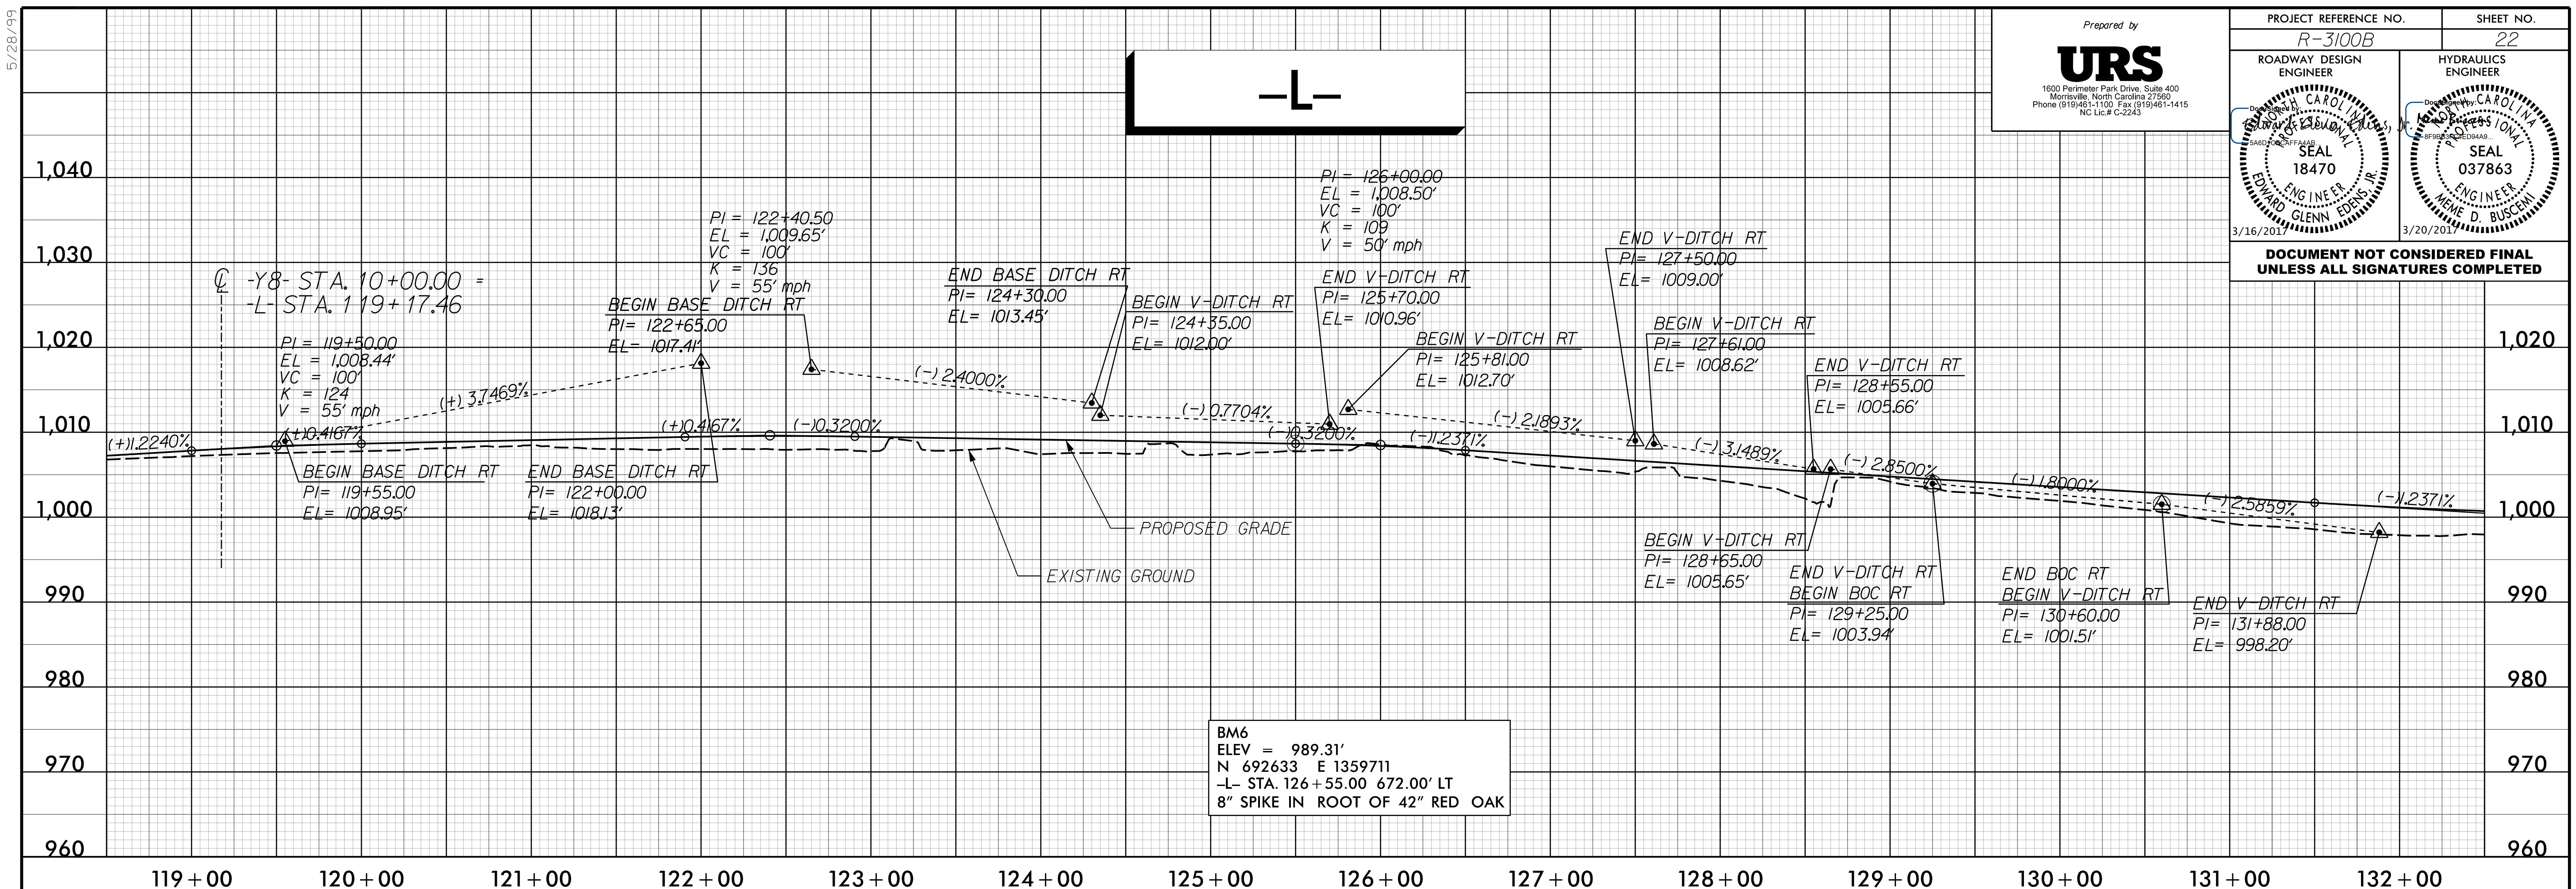 5/28/99
Prepared by
URS
1600 Perimeter Park Drive, Suite 400
Morrisville, North Carolina 27560
Phone (919)461-1100 Fax (919)461-1415
NC Lic.# C-2243
PROJECT REFERENCE NO.
SHEET NO.
R-3100B
22
ROADWAY DESIGN
ENGINEER
HYDRAULICS
ENGINEER
NORTH CAROLINA
PROFESSIONAL
SEAL
18470
ENGINEER
EDWARD GLENN EDENS, JR.
3/16/2017
NORTH CAROLINA
PROFESSIONAL
SEAL
037863
ENGINEER
MEME D. BUSCEMI
3/20/2017
DOCUMENT NOT CONSIDERED FINAL
UNLESS ALL SIGNATURES COMPLETED
–L–
1,040
1,030
1,020
1,010
1,000
990
980
970
960
℄ -Y8- STA. 10+00.00 =
-L- STA. 119+17.46
PI = 119+50.00
EL = 1,008.44'
VC = 100'
K = 124
V = 55' mph
PI = 122+40.50
EL = 1,009.65'
VC = 100'
K = 136
V = 55' mph
BEGIN BASE DITCH RT
PI= 122+65.00
EL= 1017.41'
END BASE DITCH RT
PI= 124+30.00
EL= 1013.45'
BEGIN V-DITCH RT
PI= 124+35.00
EL= 1012.00'
PI = 126+00.00
EL = 1,008.50'
VC = 100'
K = 109
V = 50' mph
END V-DITCH RT
PI= 125+70.00
EL= 1010.96'
BEGIN V-DITCH RT
PI= 125+81.00
EL= 1012.70'
END V-DITCH RT
PI= 127+50.00
EL= 1009.00'
BEGIN V-DITCH RT
PI= 127+61.00
EL= 1008.62'
END V-DITCH RT
PI= 128+55.00
EL= 1005.66'
(+)1.2240%
(+)0.4167%
(+) 3.7469%
(+)0.4167%
(-)0.3200%
(-) 2.4000%
(-) 0.7704%
(-)0.3200%
(-)1.2371%
(-) 2.1893%
(-) 3.1489%
(-) 2.8500%
(-)1.8000%
(-) 2.5859%
(-)1.2371%
BEGIN BASE DITCH RT
PI= 119+55.00
EL= 1008.95'
END BASE DITCH RT
PI= 122+00.00
EL= 1018.13'
PROPOSED GRADE
EXISTING GROUND
BEGIN V-DITCH RT
PI= 128+65.00
EL= 1005.65'
END V-DITCH RT
BEGIN BOC RT
PI= 129+25.00
EL= 1003.94'
END BOC RT
BEGIN V-DITCH RT
PI= 130+60.00
EL= 1001.51'
END V-DITCH RT
PI= 131+88.00
EL= 998.20'
BM6
ELEV = 989.31'
N 692633 E 1359711
–L– STA. 126+55.00 672.00' LT
8" SPIKE IN ROOT OF 42" RED OAK
1,020
1,010
1,000
990
980
970
960
119+00
120+00
121+00
122+00
123+00
124+00
125+00
126+00
127+00
128+00
129+00
130+00
131+00
132+00